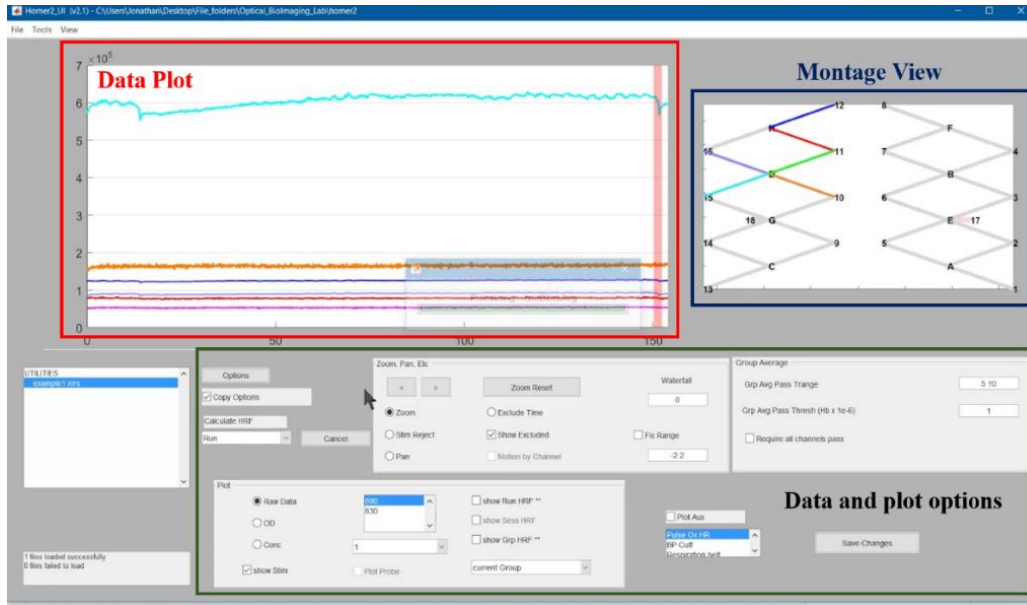 Homer2_UI (v2.1) - C:\Users\Jonathan\Desktop\File_folders\Optical_BioImaging_Lab\homer2
File Tools View
Data Plot
×10⁵
7
6
5
4
3
2
1
0
0 50 100 150
Montage View
12 8
K F
16 11 7 4
D B
15 10 6 3
18 G E 17
14 9 5 2
C A
13 1
UTILITIES
example1.nirs
1 files loaded successfully
0 files failed to load
Options
Copy Options
Calculate HRF
Run
Cancel
Zoom, Pan, Etc
< >
Zoom Reset
Waterfall
0
Zoom
Exclude Time
Stim Reject
Show Excluded
Fix Range
Pan
Motion by Channel
-2 2
Group Average
Grp Avg Pass Trange
5 10
Grp Avg Pass Thresh (Hb x 1e-6)
1
Require all channels pass
Plot
Raw Data
690
830
show Run HRF **
OD
show Sess HRF
Conc
1
show Grp HRF **
show Stim
Plot Probe
current Group
Data and plot options
Plot Aux
Pulse Ox HR
BP Cuff
Respiration belt
Save Changes